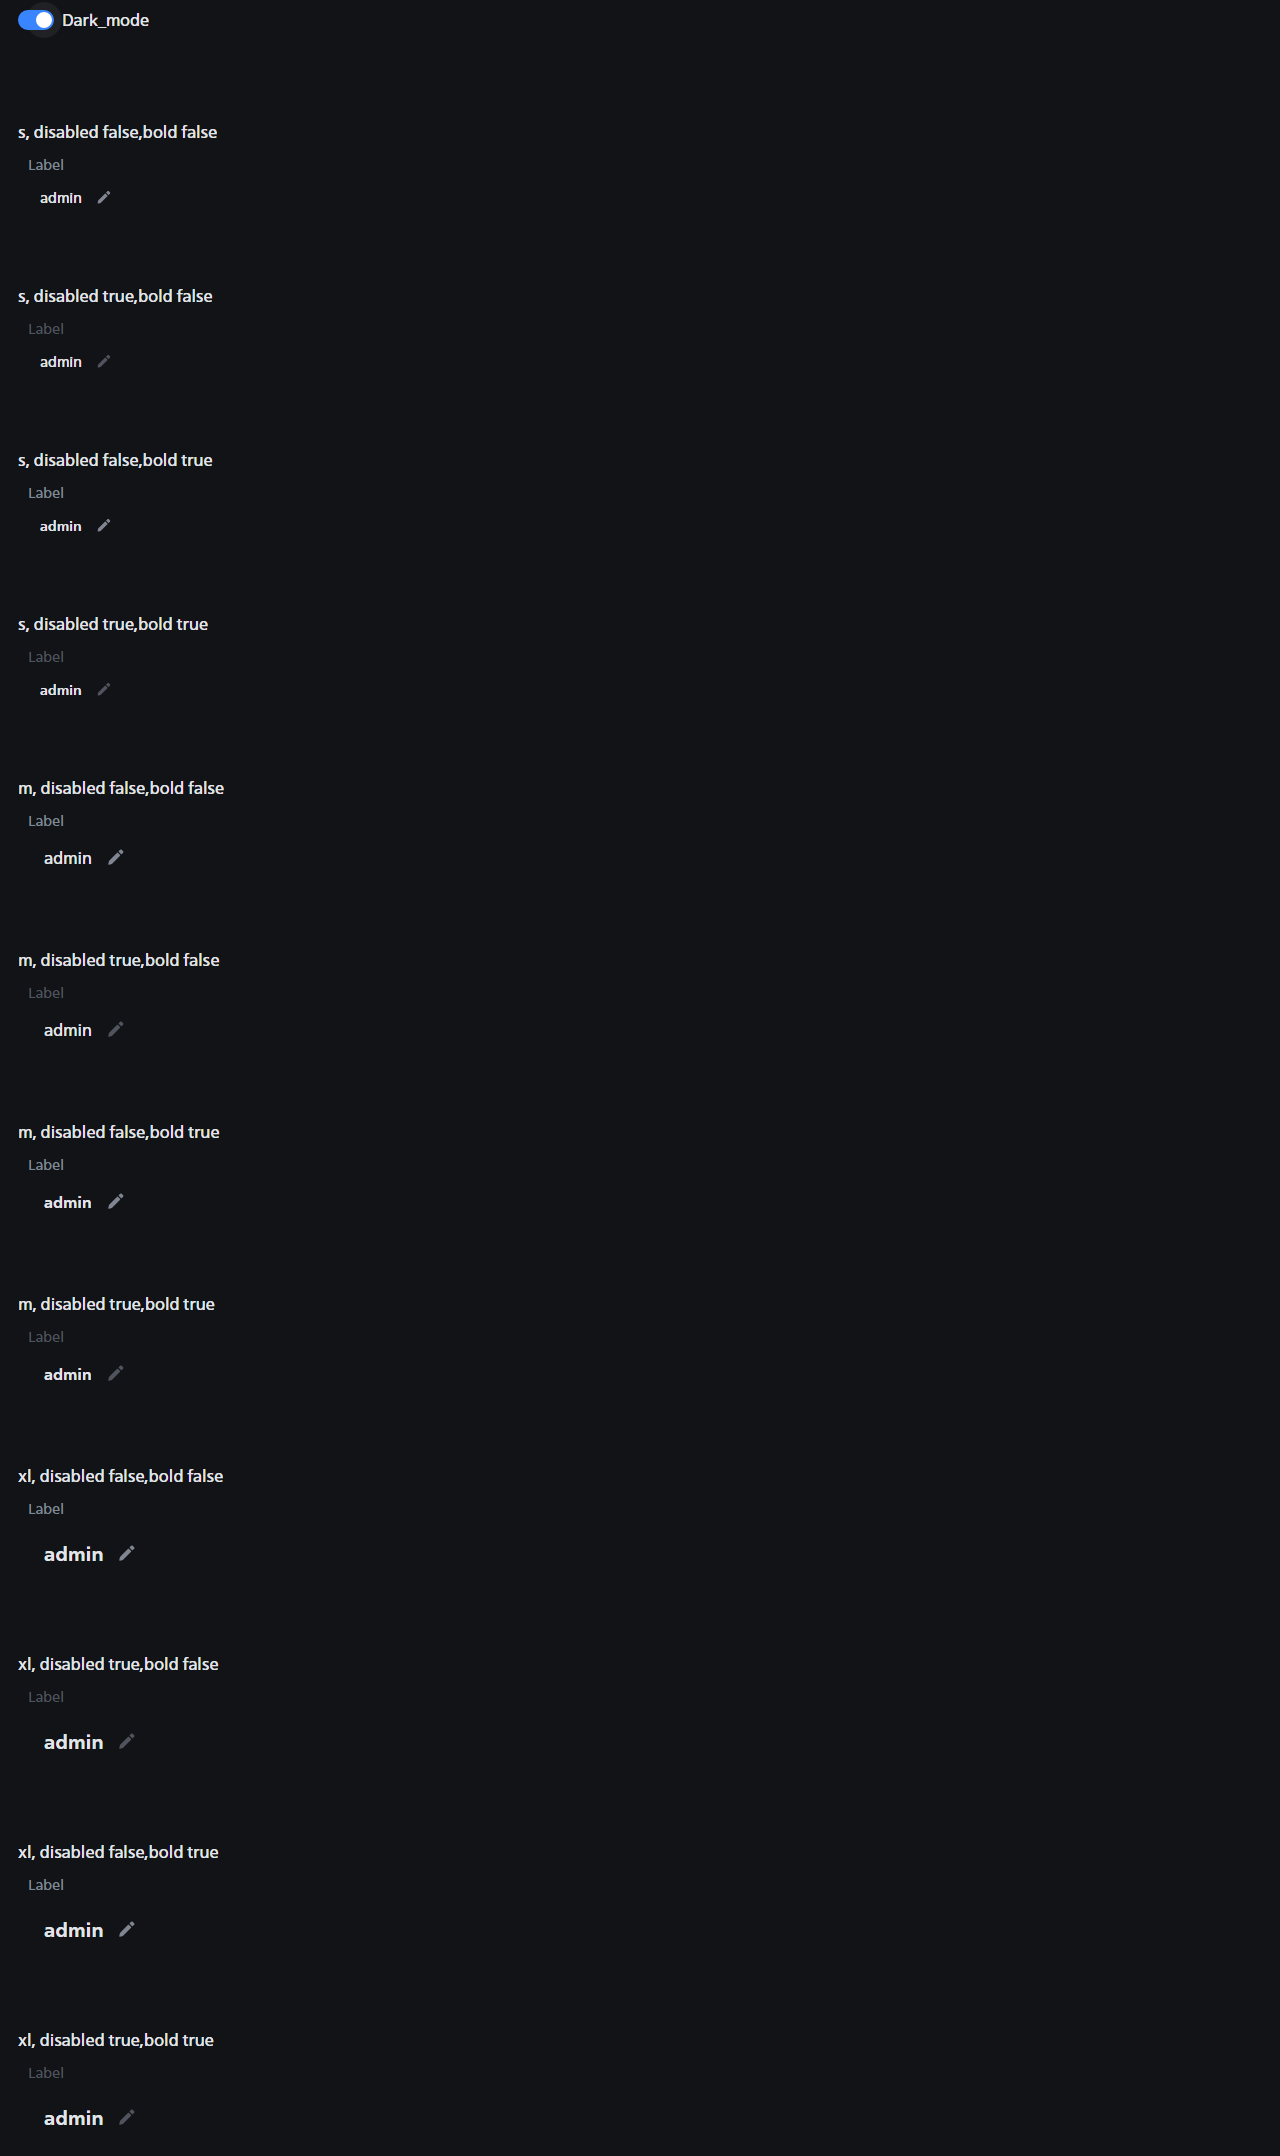 Dark_mode
s, disabled false,bold false
Label
admin
s, disabled true,bold false
Label
admin
s, disabled false,bold true
Label
admin
s, disabled true,bold true
Label
admin
m, disabled false,bold false
Label
admin
m, disabled true,bold false
Label
admin
m, disabled false,bold true
Label
admin
m, disabled true,bold true
Label
admin
xl, disabled false,bold false
Label
admin
xl, disabled true,bold false
Label
admin
xl, disabled false,bold true
Label
admin
xl, disabled true,bold true
Label
admin